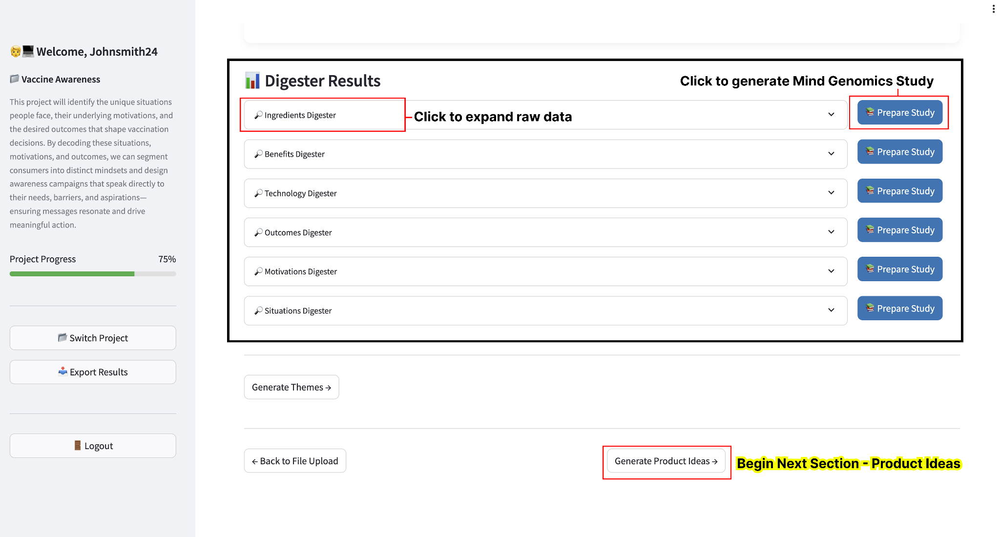 Welcome, Johnsmith24
Vaccine Awareness
This project will identify the unique situations
people face, their underlying motivations, and
the desired outcomes that shape vaccination
decisions. By decoding these situations,
motivations, and outcomes, we can segment
consumers into distinct mindsets and design
awareness campaigns that speak directly to
their needs, barriers, and aspirations—
ensuring messages resonate and drive
meaningful action.
Project Progress 75%
Switch Project
Export Results
Logout
Digester Results
Click to generate Mind Genomics Study
Ingredients Digester
Click to expand raw data
Prepare Study
Benefits Digester
Prepare Study
Technology Digester
Prepare Study
Outcomes Digester
Prepare Study
Motivations Digester
Prepare Study
Situations Digester
Prepare Study
Generate Themes →
← Back to File Upload
Generate Product Ideas →
Begin Next Section - Product Ideas